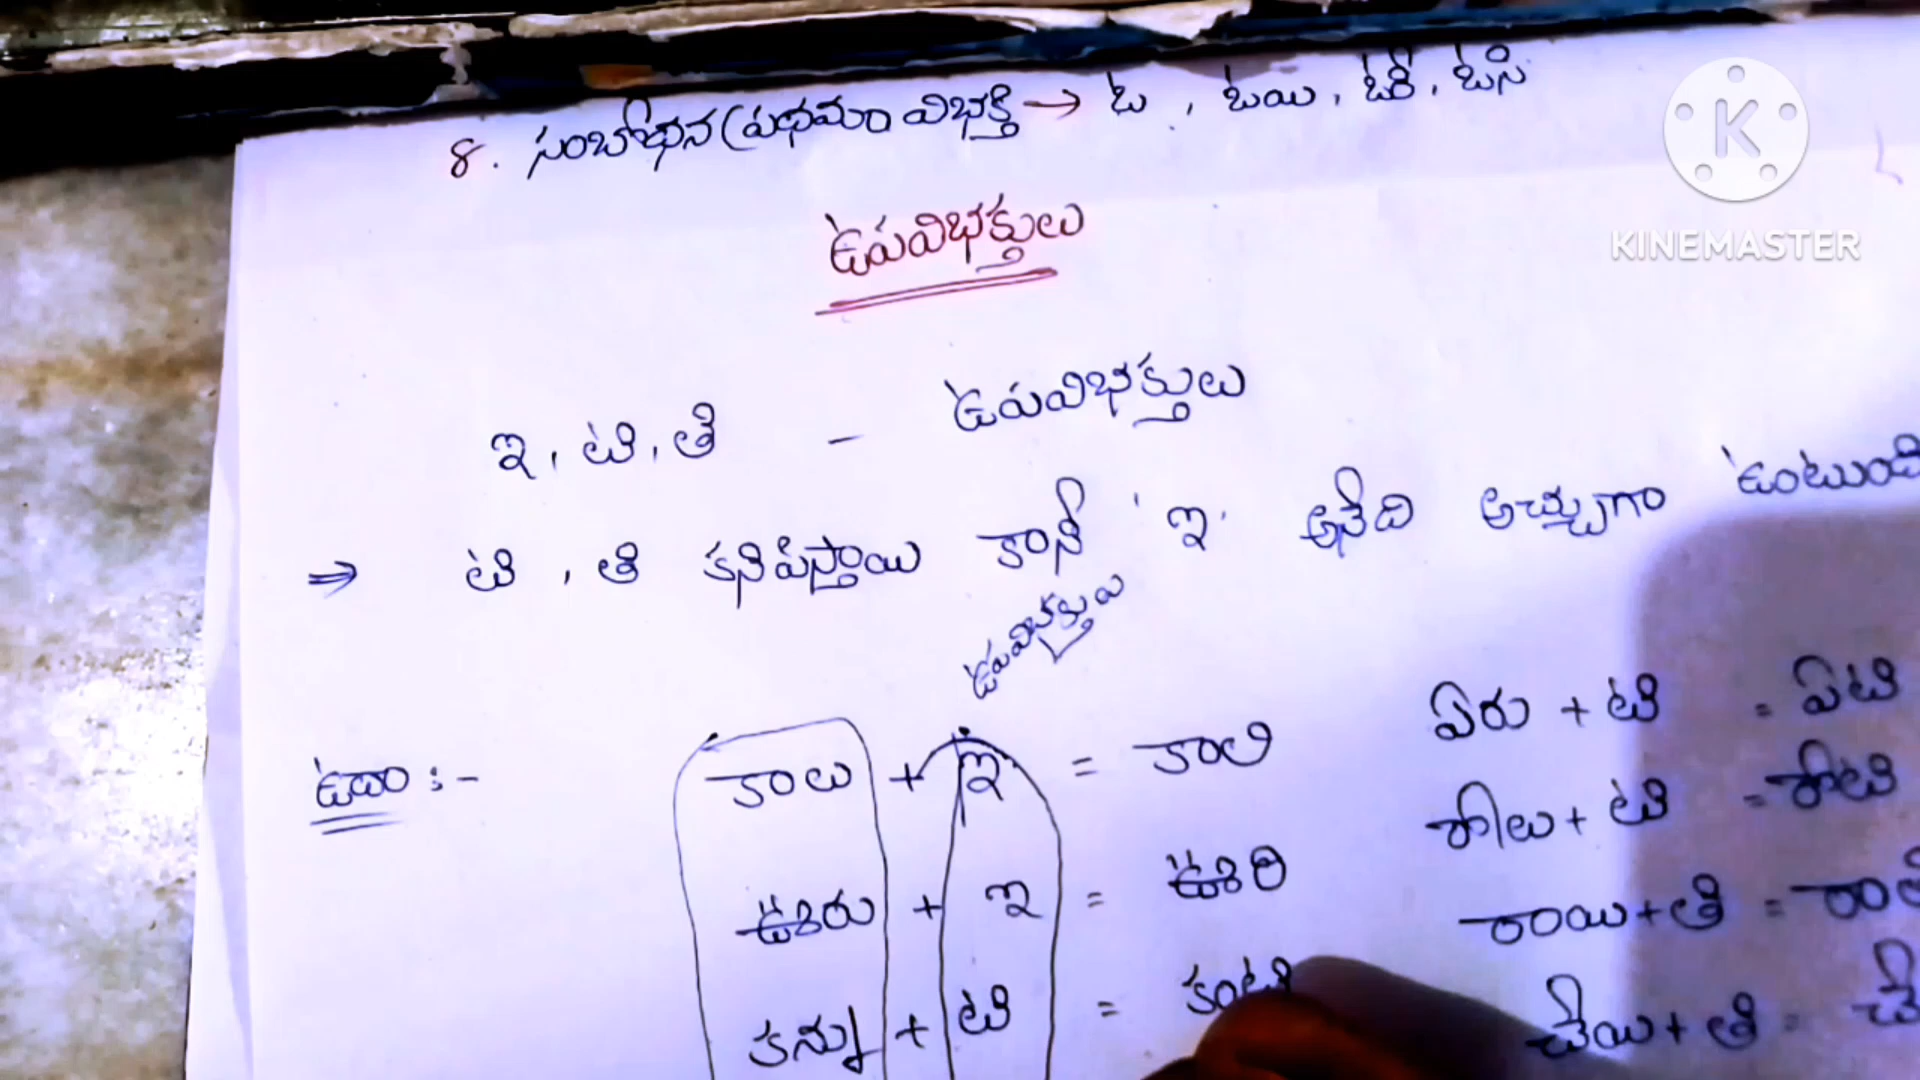 8. సంబోధన ప్రథమా విభక్తి → ఓ , ఓయి , ఓరీ , ఓసి
KINEMASTER
ఉపవిభక్తులు
ఇ , టి , తి - ఉపవిభక్తులు
⇒ టి , తి కనిపిస్తాయి కానీ 'ఇ' అనేది అచ్చుగా ఉంటుంది
ఉపవిభక్తులు
ఉదా :- కాలు + ఇ = కాలి ఏరు + టి = ఏటి
ఊరు + ఇ = ఊరి గోలు + టి = గోటి
కన్ను + టి = కంటి రాయి + తి = రాతి
చేయి + తి =